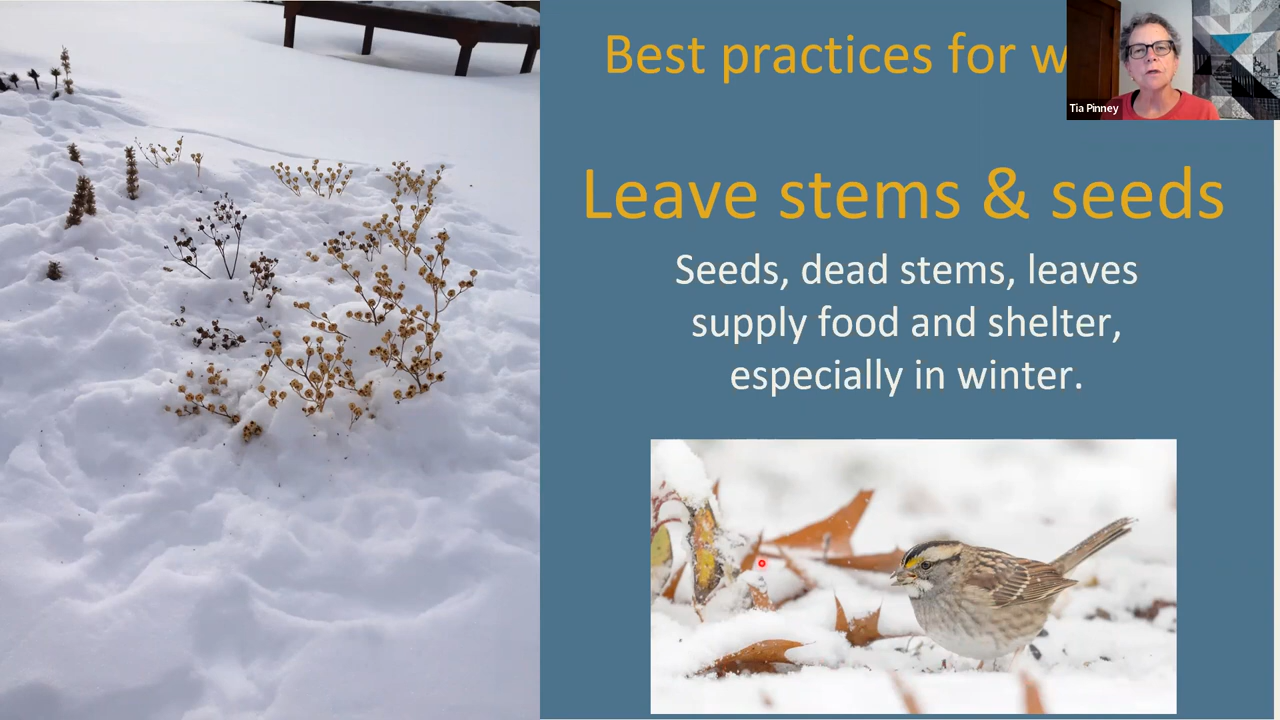 Best practices for w
Tia Pinney
Leave stems & seeds
Seeds, dead stems, leaves
supply food and shelter,
especially in winter.